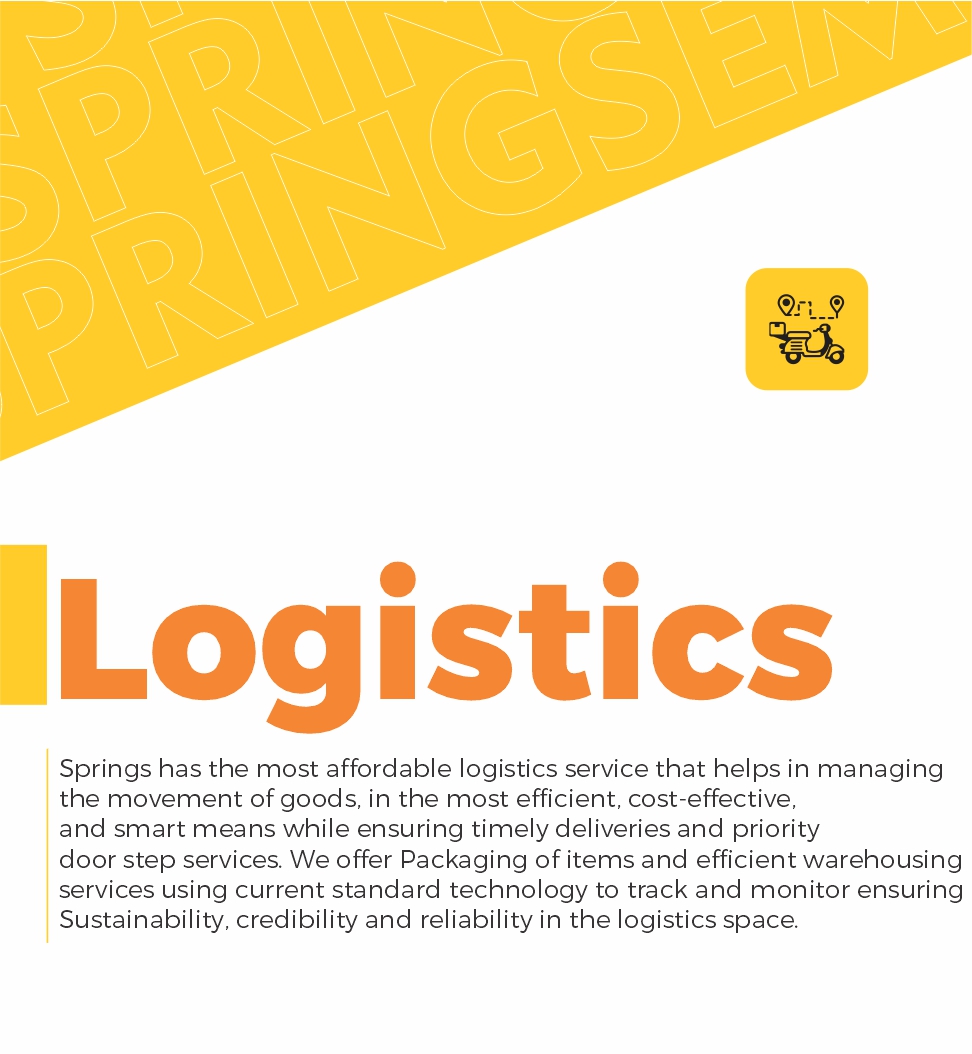 SPRING
SPRINGSEM
SPRINGSEM
Logistics
Springs has the most affordable logistics service that helps in managing
the movement of goods, in the most efficient, cost-effective,
and smart means while ensuring timely deliveries and priority
door step services. We offer Packaging of items and efficient warehousing
services using current standard technology to track and monitor ensuring
Sustainability, credibility and reliability in the logistics space.